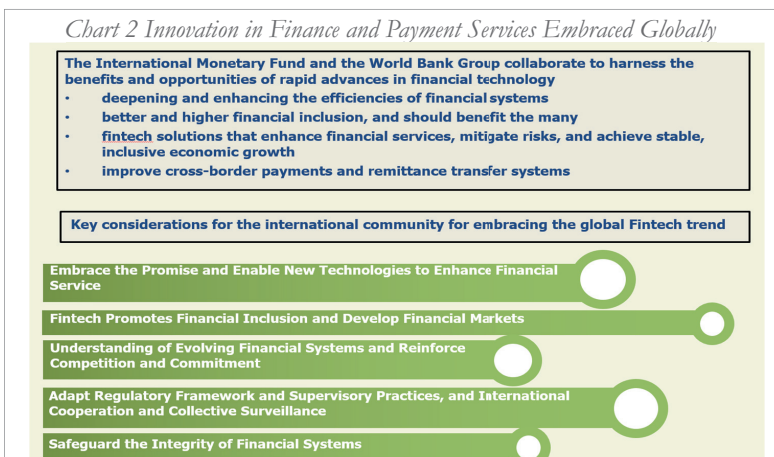 Chart 2 Innovation in Finance and Payment Services Embraced Globally
The International Monetary Fund and the World Bank Group collaborate to harness the
benefits and opportunities of rapid advances in financial technology
• deepening and enhancing the efficiencies of financial systems
• better and higher financial inclusion, and should benefit the many
• fintech solutions that enhance financial services, mitigate risks, and achieve stable,
inclusive economic growth
• improve cross-border payments and remittance transfer systems
Key considerations for the international community for embracing the global Fintech trend
Embrace the Promise and Enable New Technologies to Enhance Financial
Service
Fintech Promotes Financial Inclusion and Develop Financial Markets
Understanding of Evolving Financial Systems and Reinforce
Competition and Commitment
Adapt Regulatory Framework and Supervisory Practices, and International
Cooperation and Collective Surveillance
Safeguard the Integrity of Financial Systems